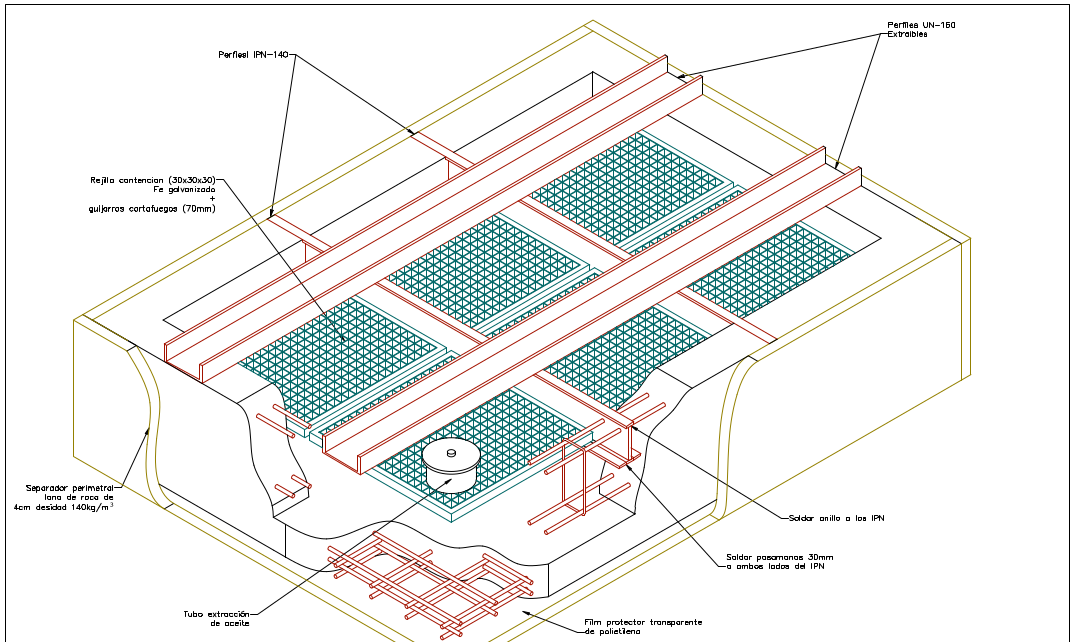 Perfiles UN-160
Extraibles
Perfiesl IPN-140
Rejilla contencion (30x30x30)
Fe galvanizado
+
guijarros cortafuegos (70mm)
Separador perimetral
lana de roca de
4cm desidad 140kg/m³
Soldar anillo a los IPN
Soldar pasamanos 30mm
a ambos lados del IPN
Tubo extracción
de aceite
Film protector transparente
de polietileno